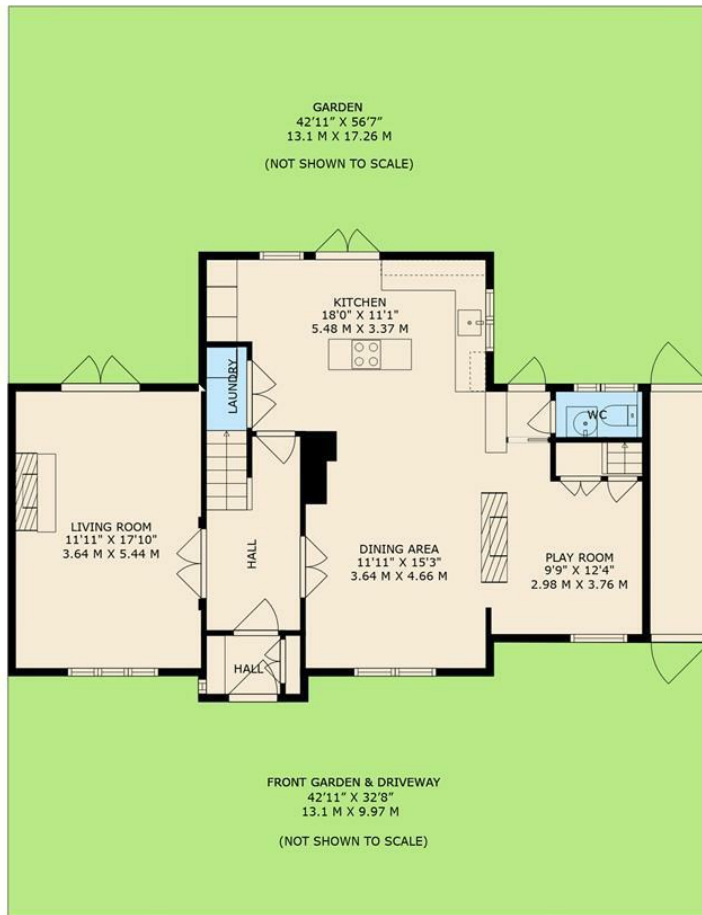 GARDEN
42'11" X 56'7"
13.1 M X 17.26 M
(NOT SHOWN TO SCALE)
KITCHEN
18'0" X 11'1"
5.48 M X 3.37 M
LAUNDRY
WC
LIVING ROOM
11'11" X 17'10"
3.64 M X 5.44 M
HALL
DINING AREA
11'11" X 15'3"
3.64 M X 4.66 M
PLAY ROOM
9'9" X 12'4"
2.98 M X 3.76 M
HALL
FRONT GARDEN & DRIVEWAY
42'11" X 32'8"
13.1 M X 9.97 M
(NOT SHOWN TO SCALE)